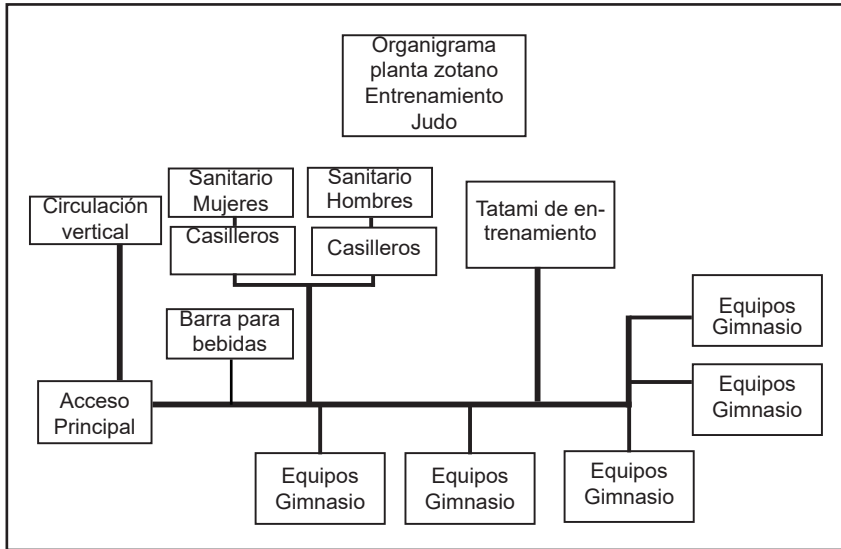 Organigrama
planta zotano
Entrenamiento
Judo
Sanitario
Mujeres
Sanitario
Hombres
Circulación
vertical
Casilleros
Casilleros
Tatami de en-
trenamiento
Equipos
Gimnasio
Barra para
bebidas
Equipos
Gimnasio
Acceso
Principal
Equipos
Gimnasio
Equipos
Gimnasio
Equipos
Gimnasio